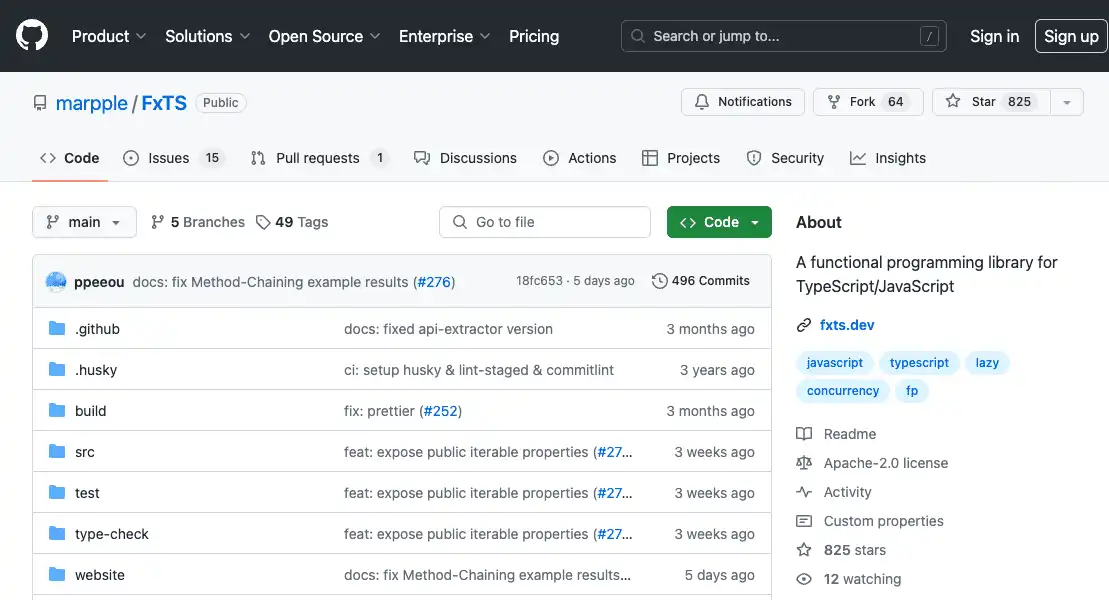 Product Solutions Open Source Enterprise Pricing Search or jump to... / Sign in Sign up
marpple / FxTS Public Notifications Fork 64 Star 825
Code Issues 15 Pull requests 1 Discussions Actions Projects Security Insights
main 5 Branches 49 Tags Go to file Code
ppeeou docs: fix Method-Chaining example results (#276) 18fc653 · 5 days ago 496 Commits
.github docs: fixed api-extractor version 3 months ago
.husky ci: setup husky & lint-staged & commitlint 3 years ago
build fix: prettier (#252) 3 months ago
src feat: expose public iterable properties (#27... 3 weeks ago
test feat: expose public iterable properties (#27... 3 weeks ago
type-check feat: expose public iterable properties (#27... 3 weeks ago
website docs: fix Method-Chaining example results... 5 days ago
About
A functional programming library for
TypeScript/JavaScript
fxts.dev
javascript typescript lazy
concurrency fp
Readme
Apache-2.0 license
Activity
Custom properties
825 stars
12 watching